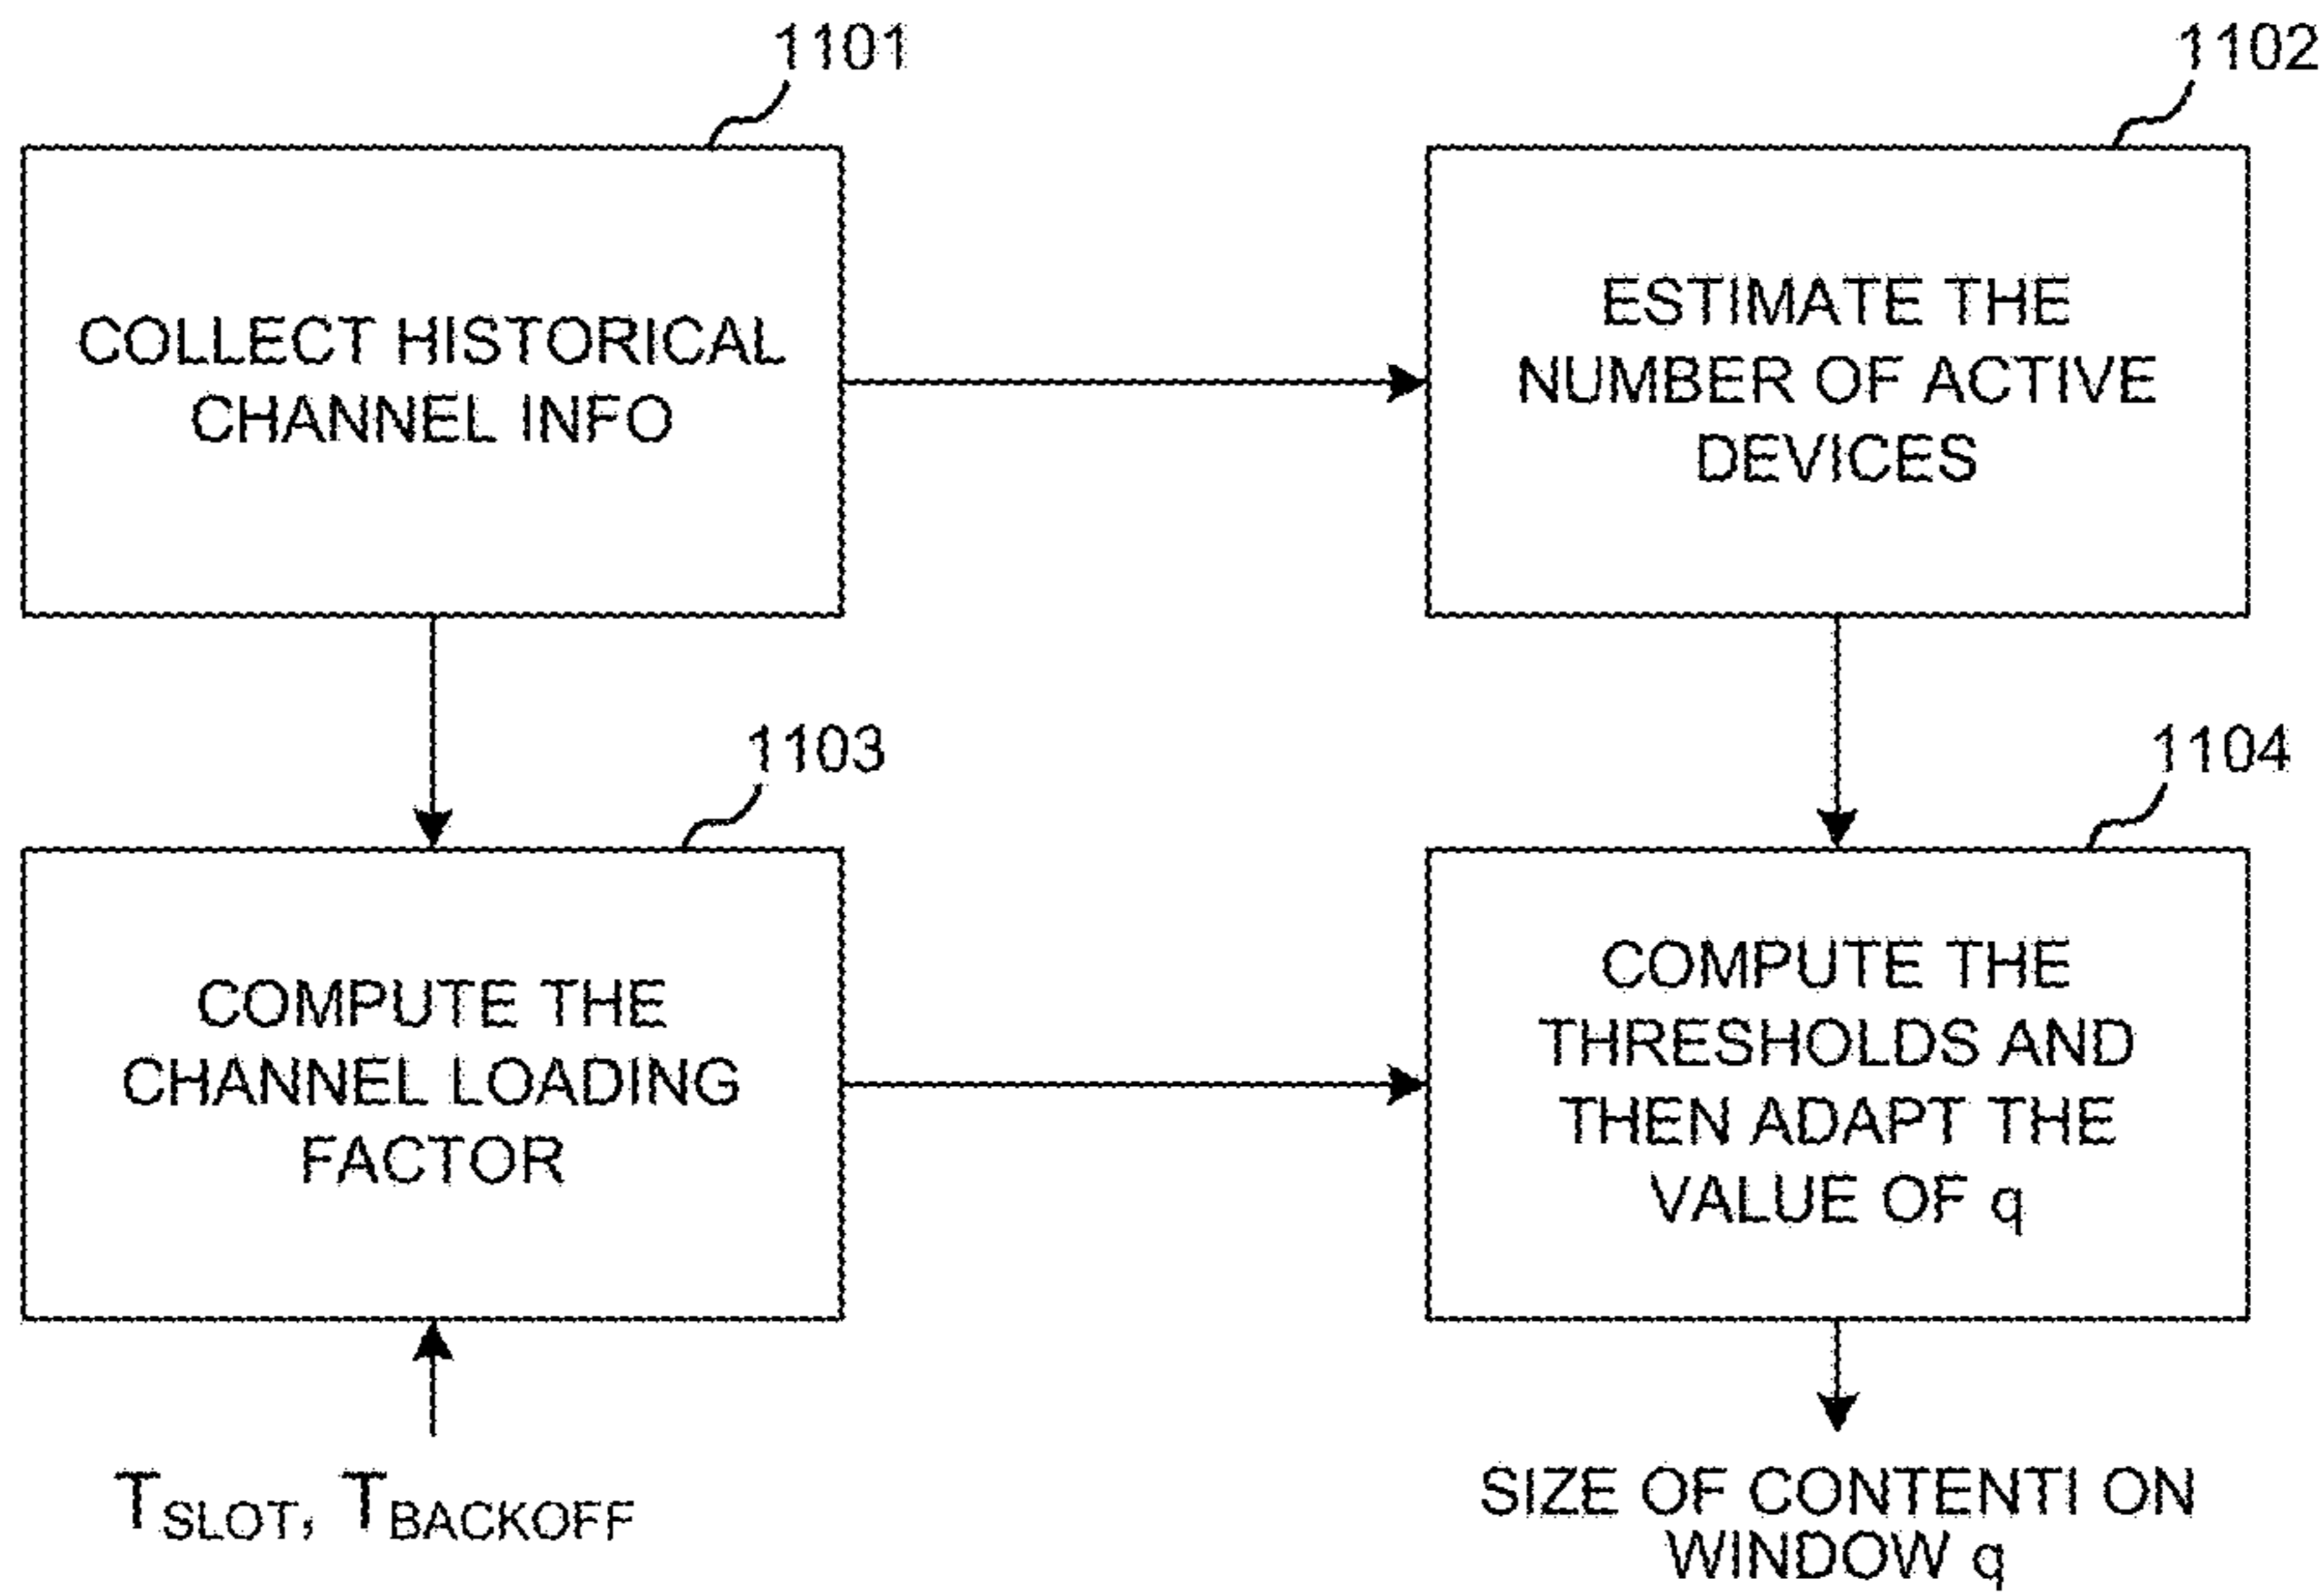 1101
1102
COLLECT HISTORICAL
CHANNEL INFO
ESTIMATE THE
NUMBER OF ACTIVE
DEVICES
1103
1104
COMPUTE THE
CHANNEL LOADING
FACTOR
COMPUTE THE
THRESHOLDS AND
THEN ADAPT THE
VALUE OF q
TSLOT, TBACKOFF
SIZE OF CONTENTI ON
WINDOW q